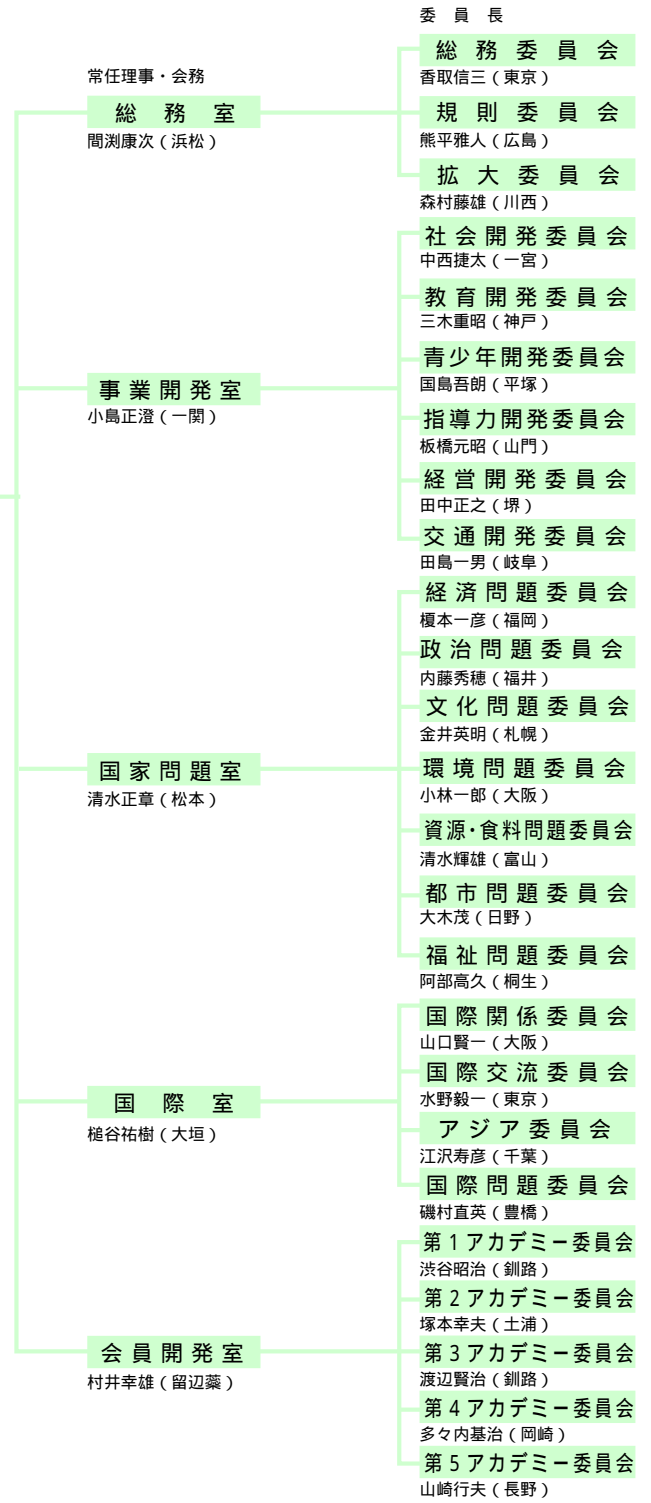 委員長
総務委員会
香取信三（東京）
常任理事・会務
総務室
間渕康次（浜松）
規則委員会
熊平雅人（広島）
拡大委員会
森村藤雄（川西）
社会開発委員会
中西捷太（一宮）
教育開発委員会
三木重昭（神戸）
青少年開発委員会
国島吾朗（平塚）
事業開発室
小島正澄（一関）
指導力開発委員会
板橋元昭（山門）
経営開発委員会
田中正之（堺）
交通開発委員会
田島一男（岐阜）
経済問題委員会
榎本一彦（福岡）
政治問題委員会
内藤秀穂（福井）
文化問題委員会
金井英明（札幌）
国家問題室
清水正章（松本）
環境問題委員会
小林一郎（大阪）
資源･食料問題委員会
清水輝雄（富山）
都市問題委員会
大木茂（日野）
福祉問題委員会
阿部高久（桐生）
国際関係委員会
山口賢一（大阪）
国際交流委員会
水野毅一（東京）
国際室
槌谷祐樹（大垣）
アジア委員会
江沢寿彦（千葉）
国際問題委員会
磯村直英（豊橋）
第1アカデミー委員会
渋谷昭治（釧路）
第2アカデミー委員会
塚本幸夫（土浦）
会員開発室
村井幸雄（留辺蘂）
第3アカデミー委員会
渡辺賢治（釧路）
第4アカデミー委員会
多々内基治（岡崎）
第5アカデミー委員会
山崎行夫（長野）